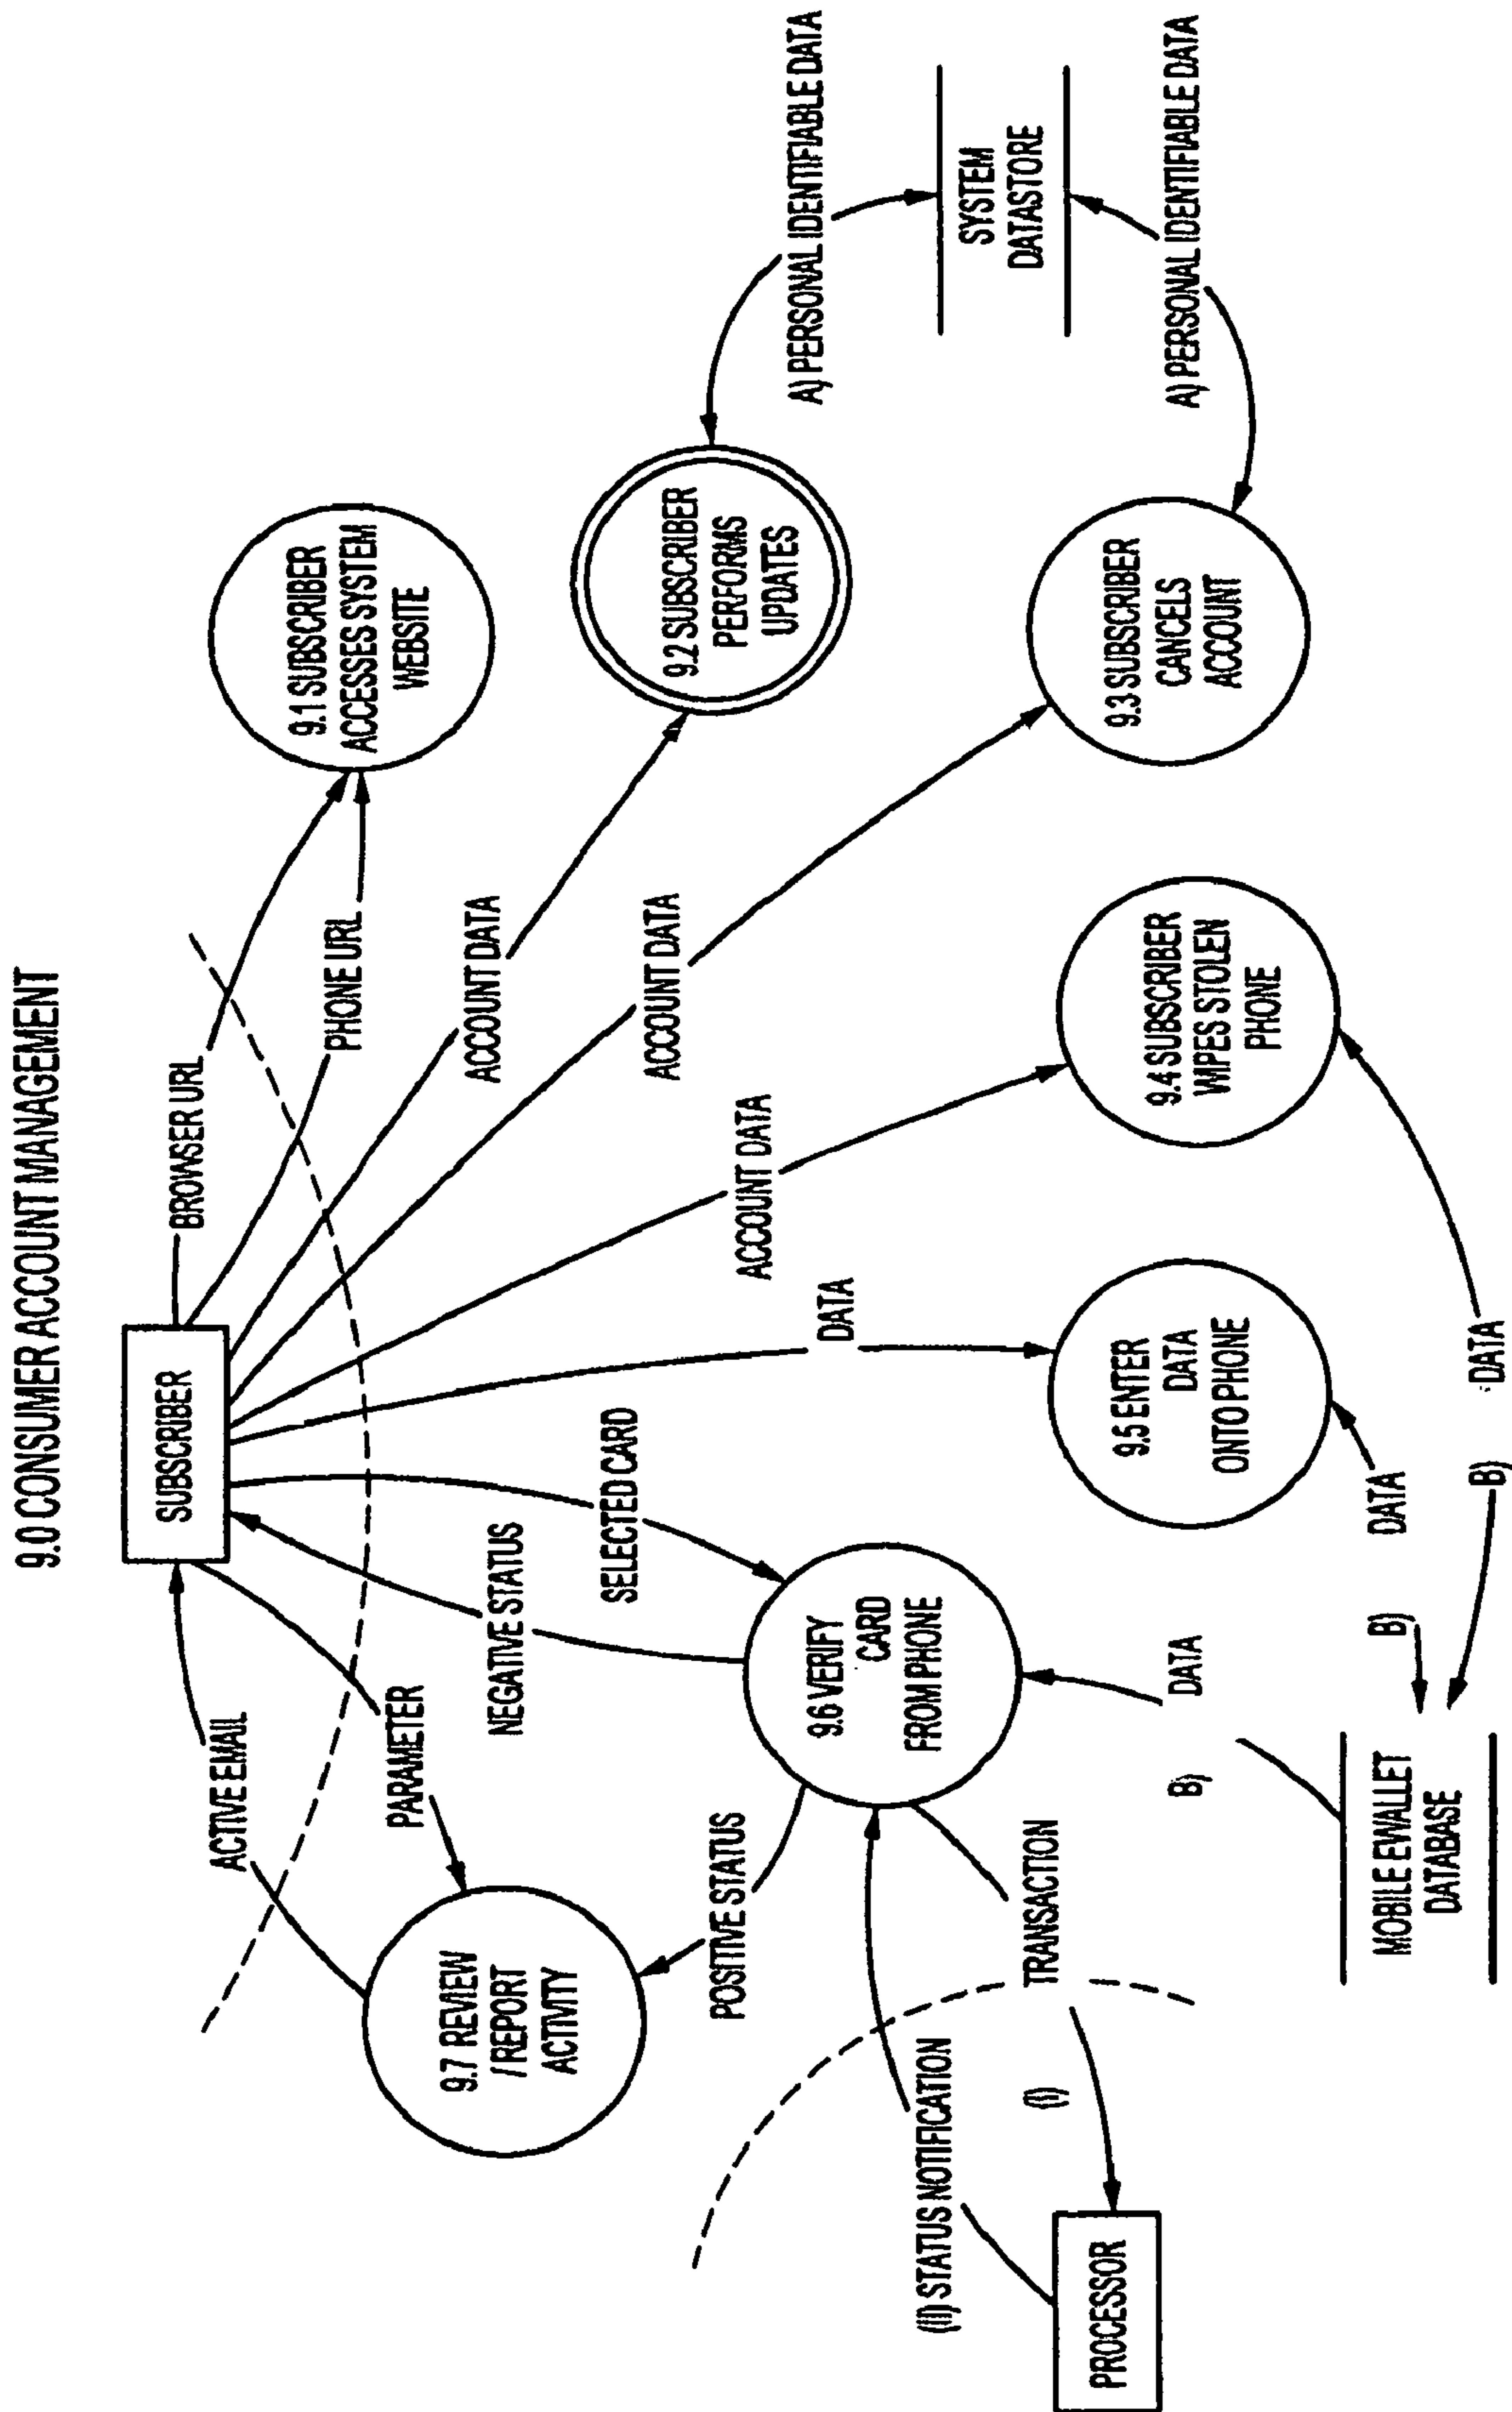 9.0 CONSUMER ACCOUNT MANAGEMENT
SUBSCRIBER
ACTIVE EMAIL
BROWSER URL
PHONE URL
PARAMETER
NEGATIVE STATUS
SELECTED CARD
DATA
ACCOUNT DATA
ACCOUNT DATA
ACCOUNT DATA
9.1 SUBSCRIBER
ACCESSES SYSTEM
WEBSITE
9.2 SUBSCRIBER
PERFORMS
UPDATES
9.3 SUBSCRIBER
CANCELS
ACCOUNT
9.4 SUBSCRIBER
WIPES STOLEN
PHONE
9.5 ENTER
DATA
ONTO PHONE
9.6 VERIFY
CARD
FROM PHONE
9.7 REVIEW
/ REPORT
ACTIVITY
POSITIVE STATUS
(II) STATUS NOTIFICATION
(I) TRANSACTION
PROCESSOR
B) DATA
B) DATA
B) DATA
MOBILE EWALLET
DATABASE
A) PERSONAL IDENTIFIABLE DATA
SYSTEM
DATASTORE
A) PERSONAL IDENTIFIABLE DATA